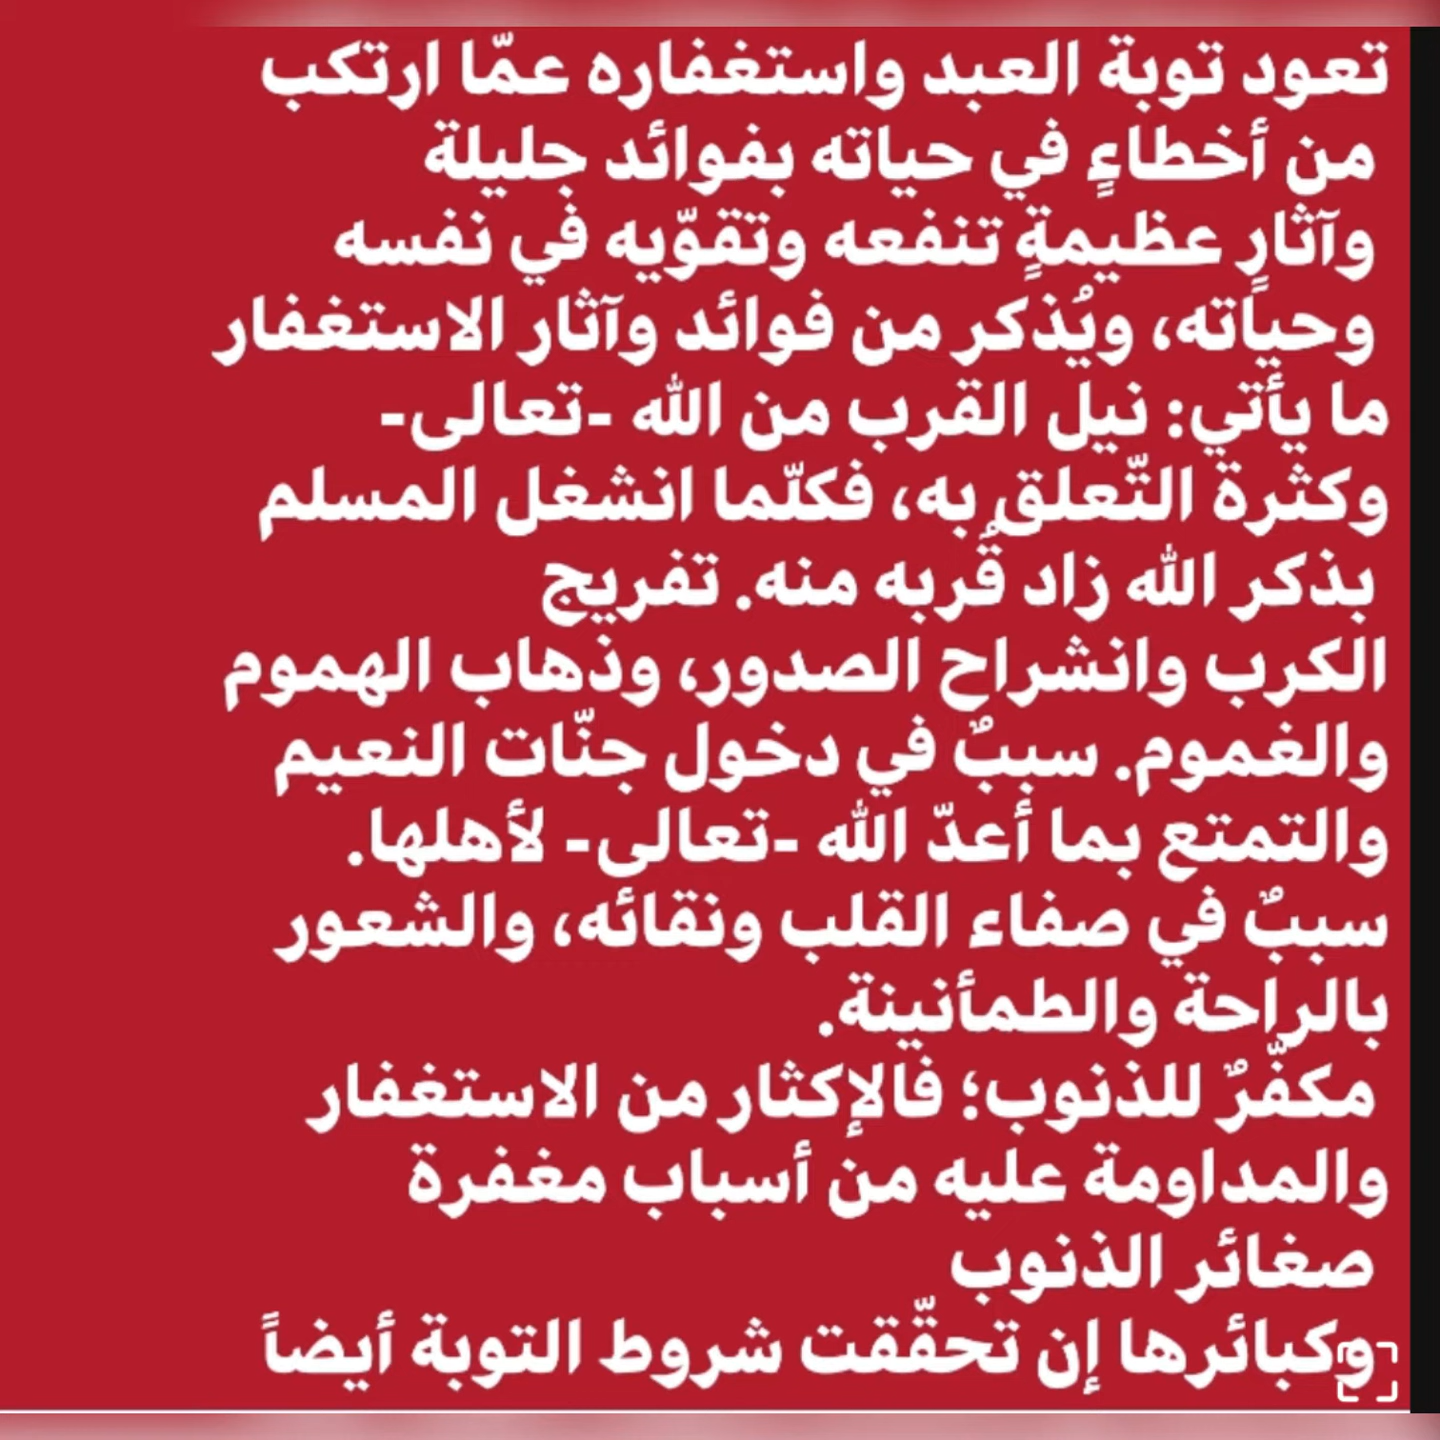 تعود توبة العبد واستغفاره عمّا ارتكب
من أخطاءٍ في حياته بفوائد جليلة
وآثارٍ عظيمةٍ تنفعه وتقوّيه في نفسه
وحياته، ويُذكر من فوائد وآثار الاستغفار
ما يأتي: نيل القرب من الله -تعالى-
وكثرة التّعلق به، فكلّما انشغل المسلم
بذكر الله زاد قُربه منه. تفريج
الكرب وانشراح الصدور، وذهاب الهموم
والغموم. سببٌ في دخول جنّات النعيم
والتمتع بما أعدّ الله -تعالى- لأهلها.
سببٌ في صفاء القلب ونقائه، والشعور
بالراحة والطمأنينة.
مكفّرٌ للذنوب؛ فالإكثار من الاستغفار
والمداومة عليه من أسباب مغفرة
صغائر الذنوب
وكبائرها إن تحقّقت شروط التوبة أيضاً